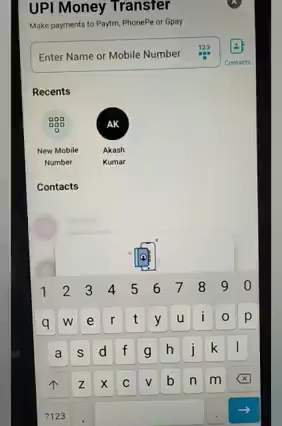 UPI Money Transfer
Make payments to Paytm, PhonePe or Gpay
Enter Name or Mobile Number
123
Contacts
Recents
AK
New Mobile
Number
Akash
Kumar
Contacts
1 2 3 4 5 6 7 8 9 0
q w e r t y u i o p
a s d f g h j k l
z x c v b n m
?123 , .